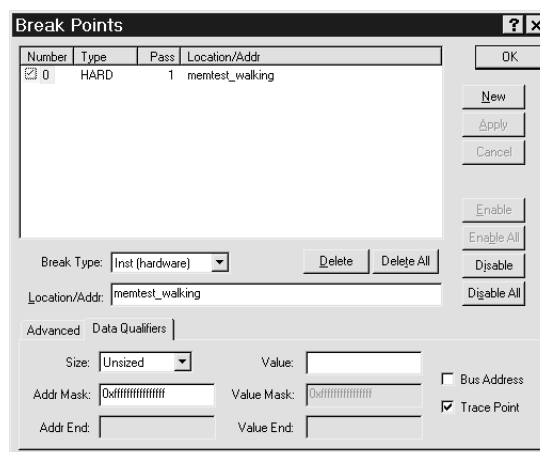 Break Points
Number Type Pass Location/Addr
0 HARD 1 memtest_walking
OK
New
Apply
Cancel
Enable
Enable All
Disable
Disable All
Break Type: Inst (hardware) Delete Delete All
Location/Addr: memtest_walking
Advanced Data Qualifiers
Size: Unsized Value:
Addr Mask: 0xffffffffffffffff Value Mask: 0xffffffffffffffff
Addr End: Value End:
Bus Address
Trace Point